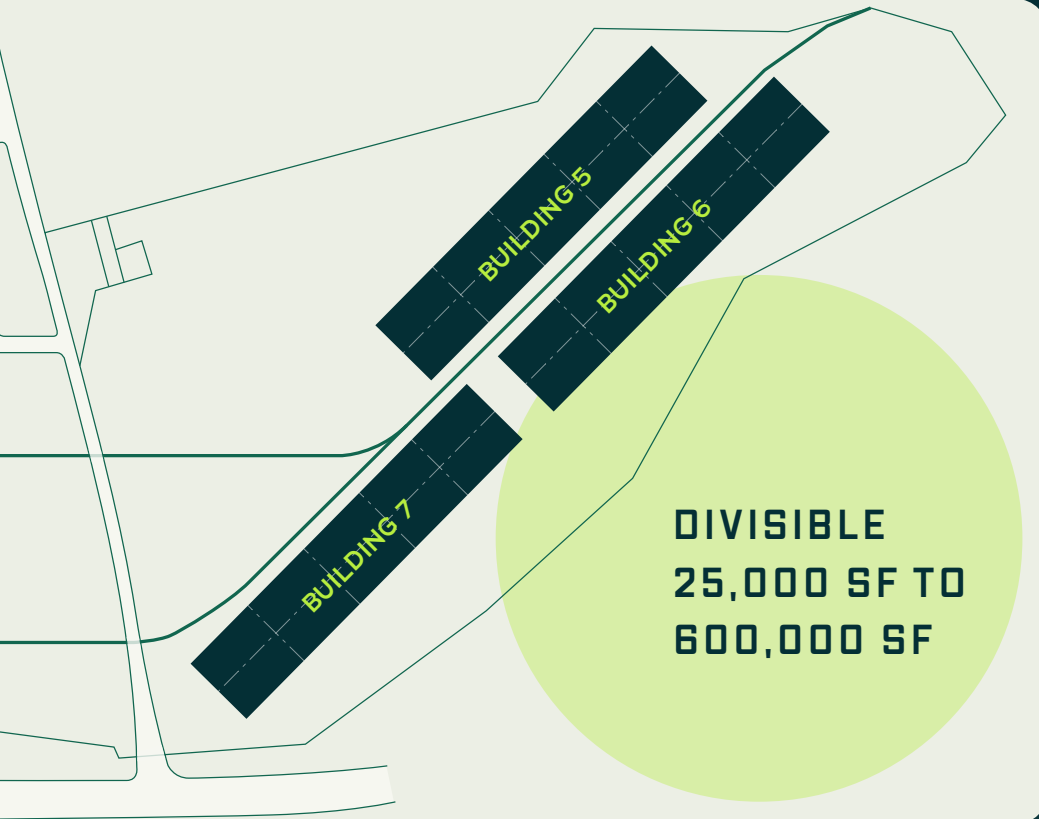 BUILDING 5
BUILDING 6
BUILDING 7
DIVISIBLE
25,000 SF TO
600,000 SF